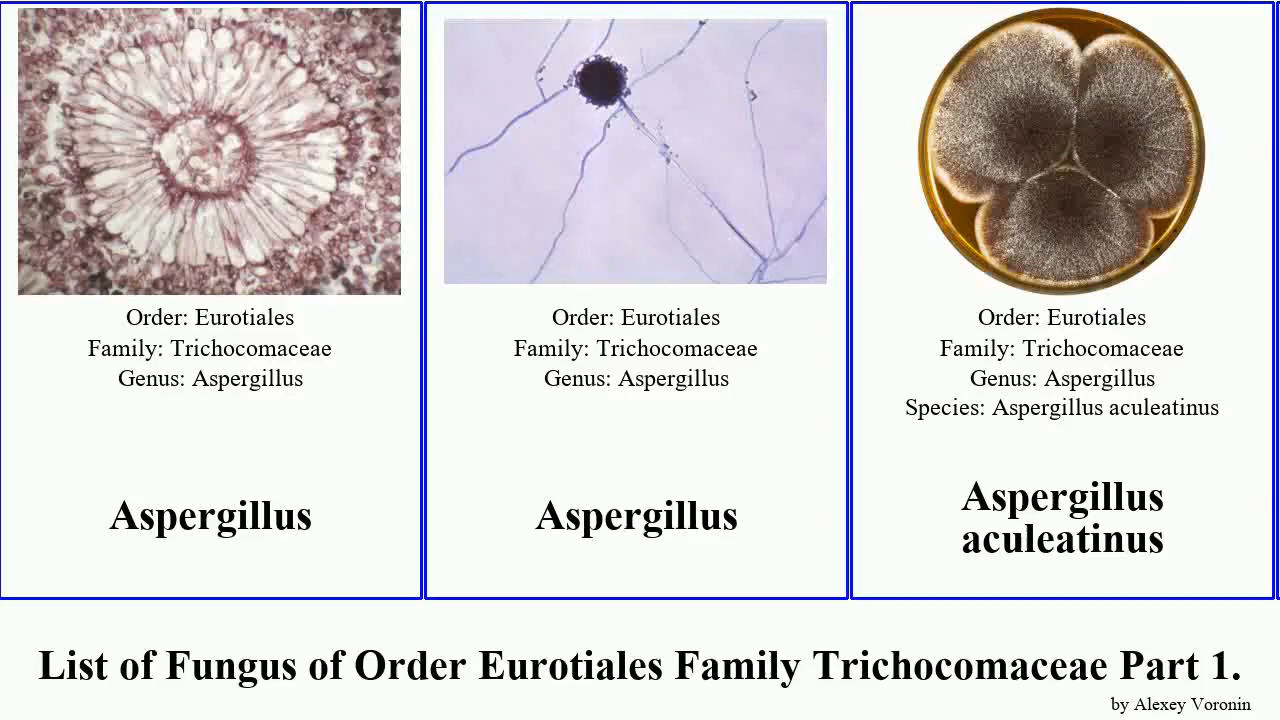 Order: Eurotiales
Family: Trichocomaceae
Genus: Aspergillus
Aspergillus
Order: Eurotiales
Family: Trichocomaceae
Genus: Aspergillus
Aspergillus
Order: Eurotiales
Family: Trichocomaceae
Genus: Aspergillus
Species: Aspergillus aculeatinus
Aspergillus
aculeatinus
List of Fungus of Order Eurotiales Family Trichocomaceae Part 1.
by Alexey Voronin